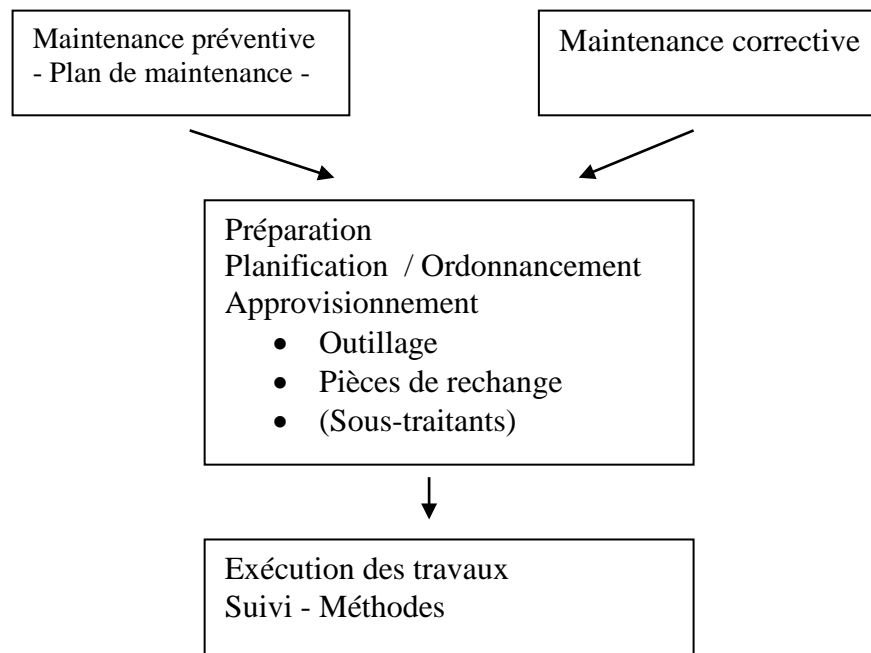 Maintenance préventive
- Plan de maintenance -
Maintenance corrective
Préparation
Planification / Ordonnancement
Approvisionnement
• Outillage
• Pièces de rechange
• (Sous-traitants)
Exécution des travaux
Suivi - Méthodes